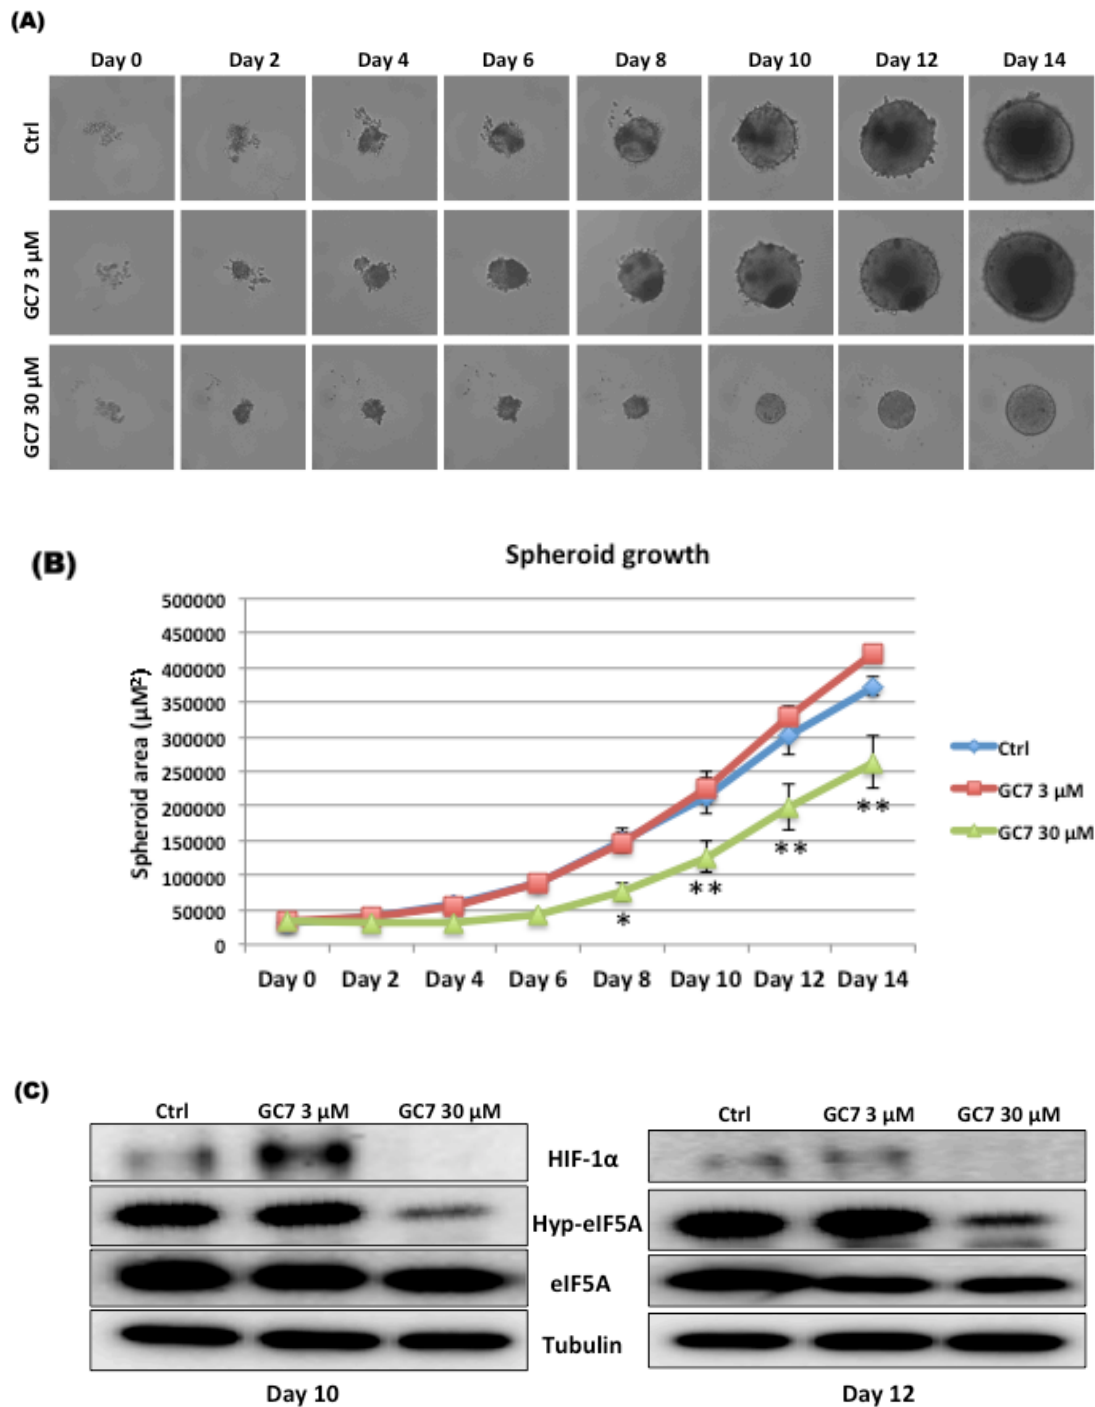 (A)
Day 0 Day 2 Day 4 Day 6 Day 8 Day 10 Day 12 Day 14
Ctrl
GC7 3 µM
GC7 30 µM
(B)
Spheroid growth
Spheroid area (µM²)
500000
450000
400000
350000
300000
250000
200000
150000
100000
50000
0
Day 0 Day 2 Day 4 Day 6 Day 8 Day 10 Day 12 Day 14
* ** ** **
Ctrl
GC7 3 µM
GC7 30 µM
(C)
Ctrl GC7 3 µM GC7 30 µM
Ctrl GC7 3 µM GC7 30 µM
HIF-1α
Hyp-eIF5A
eIF5A
Tubulin
Day 10
Day 12